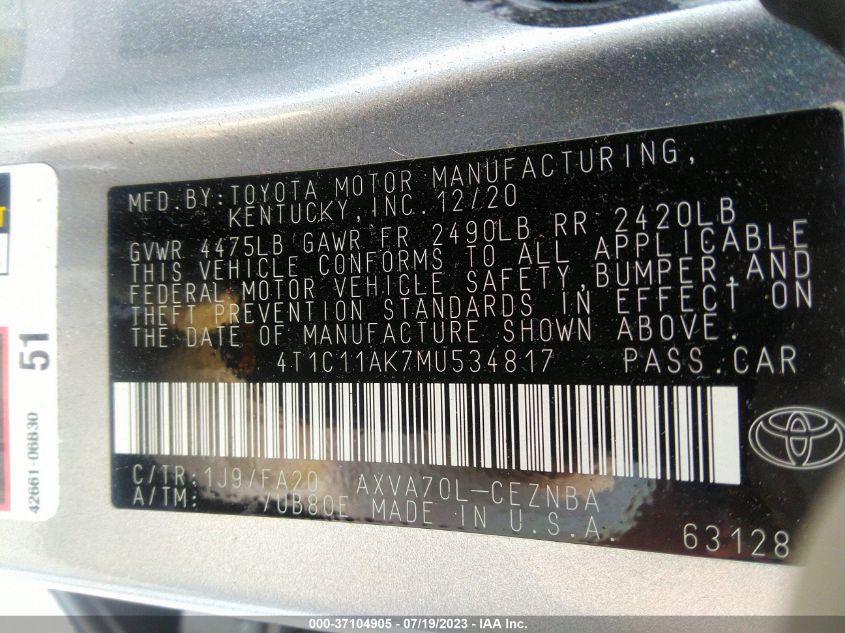 MFD.BY:TOYOTA MOTOR MANUFACTURING,
KENTUCKY,INC.12/20
GVWR 4475LB GAWR FR 2490LB RR 2420LB
THIS VEHICLE CONFORMS TO ALL APPLICABLE
FEDERAL MOTOR VEHICLE SAFETY,BUMPER,AND
THEFT PREVENTION STANDARDS IN EFFECT ON
THE DATE OF MANUFACTURE SHOWN ABOVE.
4T1C11AK7MU534817 PASS.CAR
C/TR:1J9/FA20 AXVA70L-CEZNBA
A/TM: /UB80E MADE IN U.S.A.
63128
51
42661-06B30
000-37104905 - 07/19/2023 - IAA Inc.